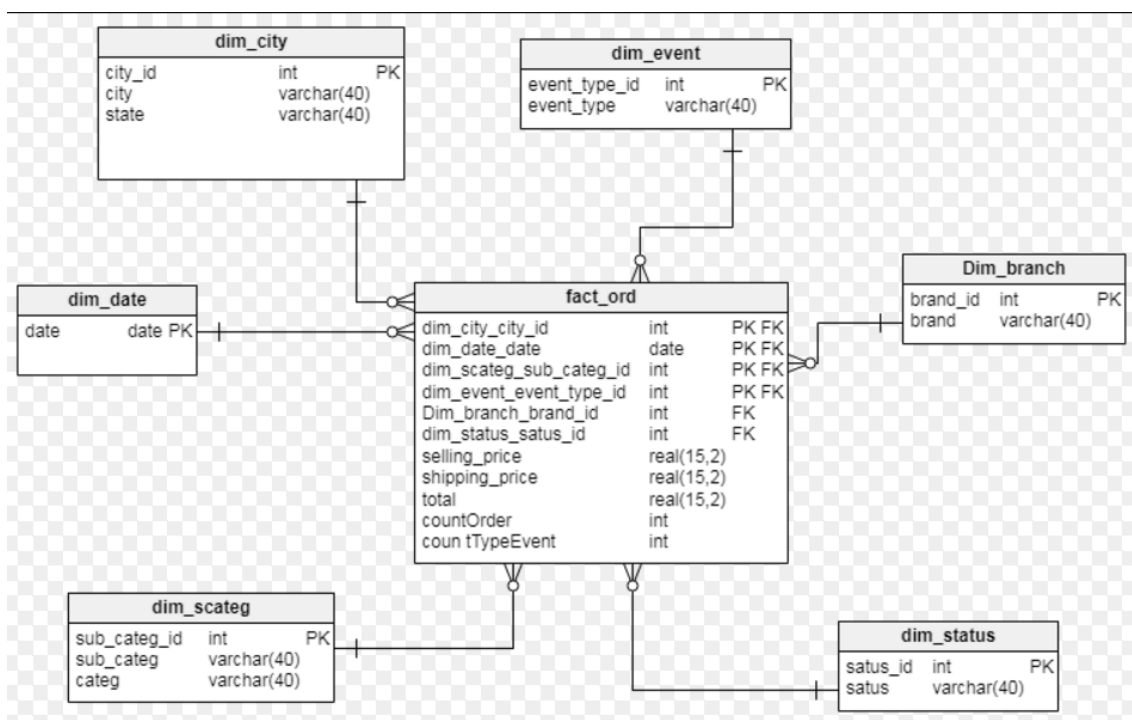 dim_city
city_id int PK
city varchar(40)
state varchar(40)
dim_event
event_type_id int PK
event_type varchar(40)
dim_date
date date PK
fact_ord
dim_city_city_id int PK FK
dim_date_date date PK FK
dim_scateg_sub_categ_id int PK FK
dim_event_event_type_id int PK FK
Dim_branch_brand_id int FK
dim_status_satus_id int FK
selling_price real(15,2)
shipping_price real(15,2)
total real(15,2)
countOrder int
coun tTypeEvent int
Dim_branch
brand_id int PK
brand varchar(40)
dim_scateg
sub_categ_id int PK
sub_categ varchar(40)
categ varchar(40)
dim_status
satus_id int PK
satus varchar(40)